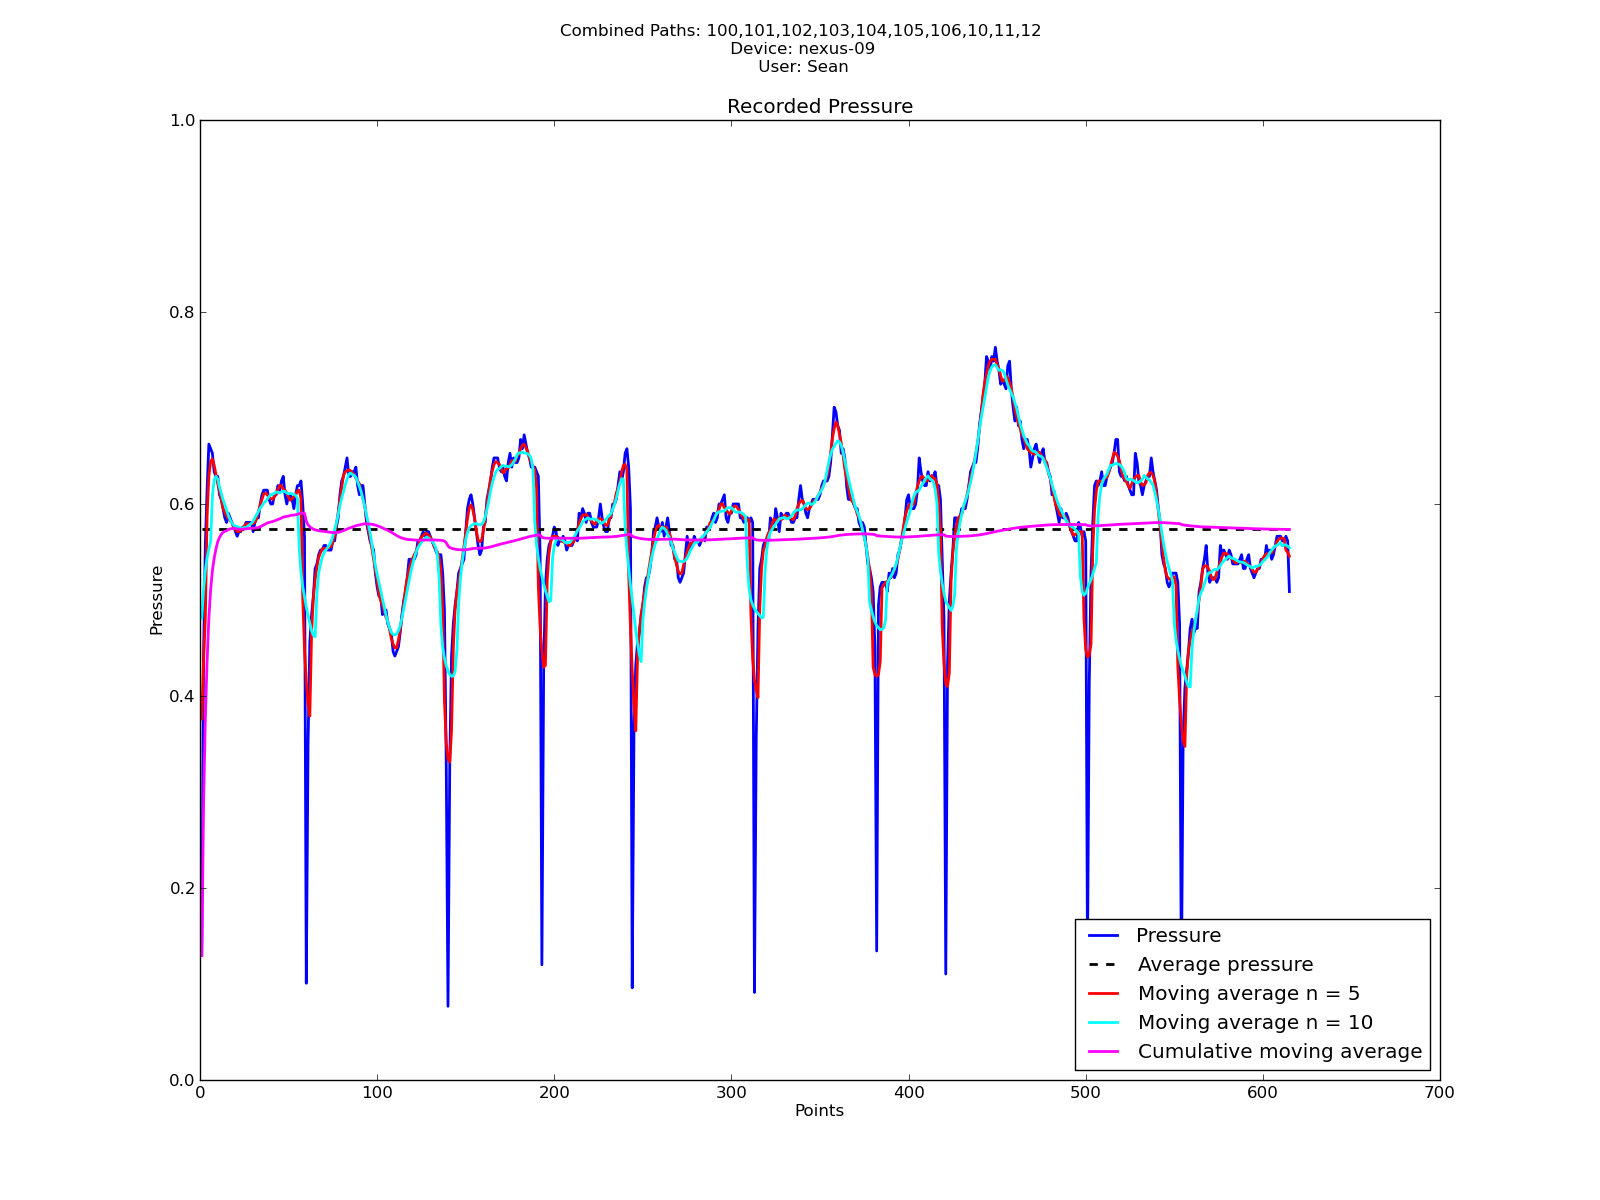 Combined Paths: 100,101,102,103,104,105,106,10,11,12
Device: nexus-09
User: Sean
Recorded Pressure
1.0
0.8
0.6
0.4
0.2
0.0
Pressure
0 100 200 300 400 500 600 700
Points
Pressure
Average pressure
Moving average n = 5
Moving average n = 10
Cumulative moving average